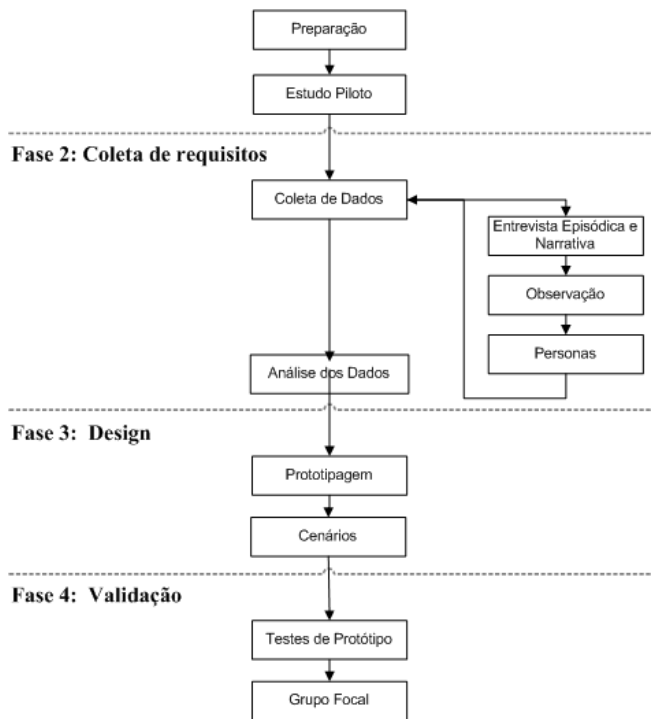 Preparação
Estudo Piloto
Fase 2: Coleta de requisitos
Coleta de Dados
Entrevista Episódica e
Narrativa
Observação
Personas
Análise dos Dados
Fase 3: Design
Prototipagem
Cenários
Fase 4: Validação
Testes de Protótipo
Grupo Focal